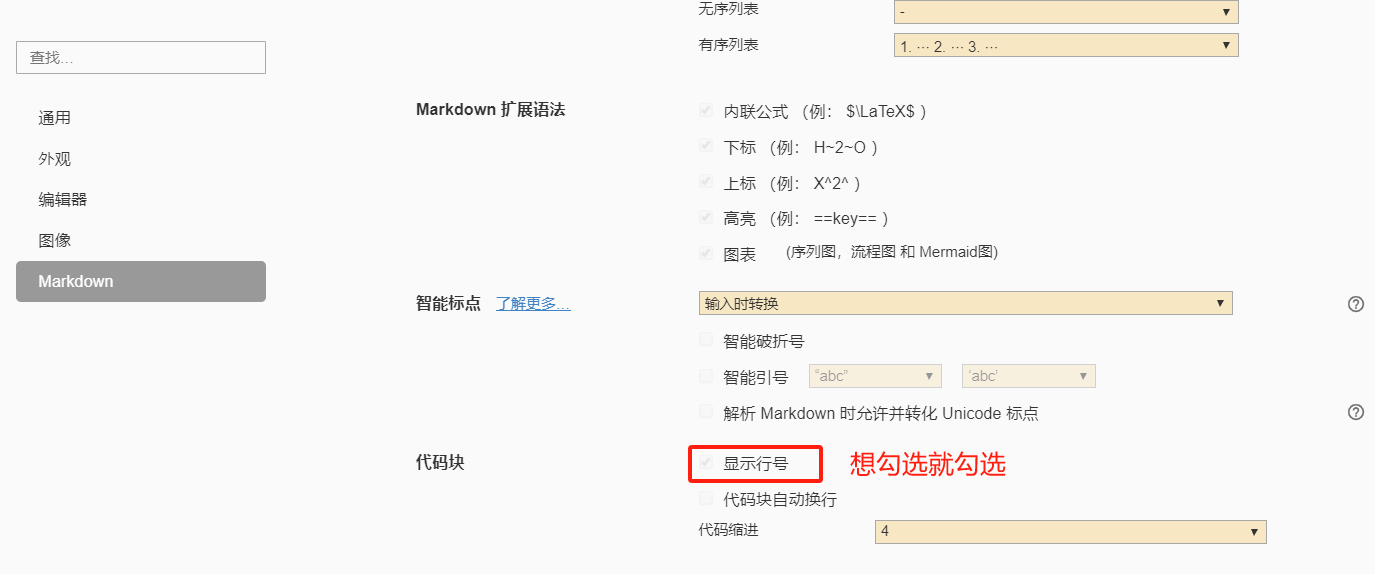 无序列表
-
有序列表
1. ··· 2. ··· 3. ···
查找...
通用
外观
编辑器
图像
Markdown
Markdown 扩展语法
内联公式 （例： $\LaTeX$ ）
下标 （例： H~2~O ）
上标 （例： X^2^ ）
高亮 （例： ==key== ）
图表 (序列图，流程图 和 Mermaid图)
智能标点 了解更多... 输入时转换
智能破折号
智能引号 “abc” ‘abc’
解析 Markdown 时允许并转化 Unicode 标点
代码块
显示行号 想勾选就勾选
代码块自动换行
代码缩进 4